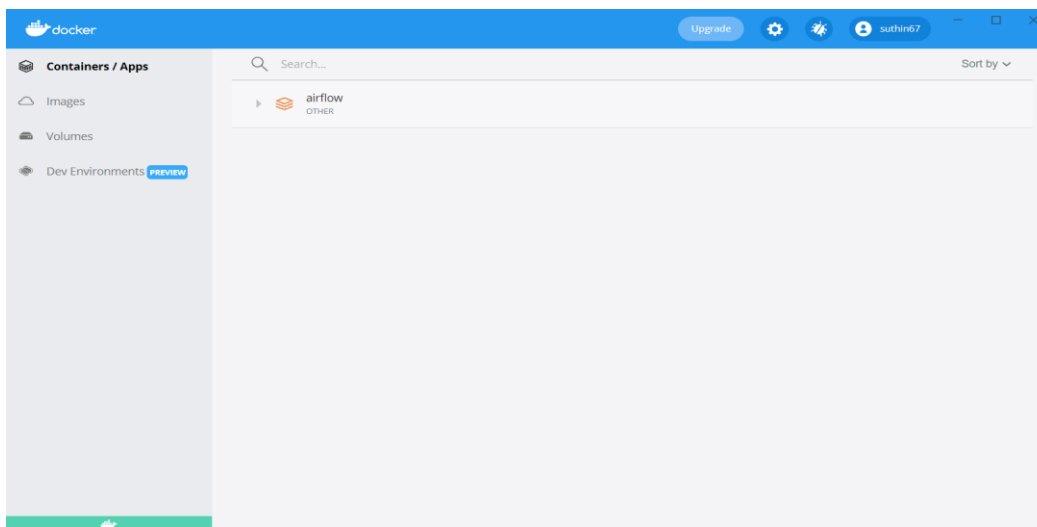 docker
Upgrade
suthin67
Containers / Apps
Images
Volumes
Dev Environments PREVIEW
Search...
Sort by
airflow
OTHER